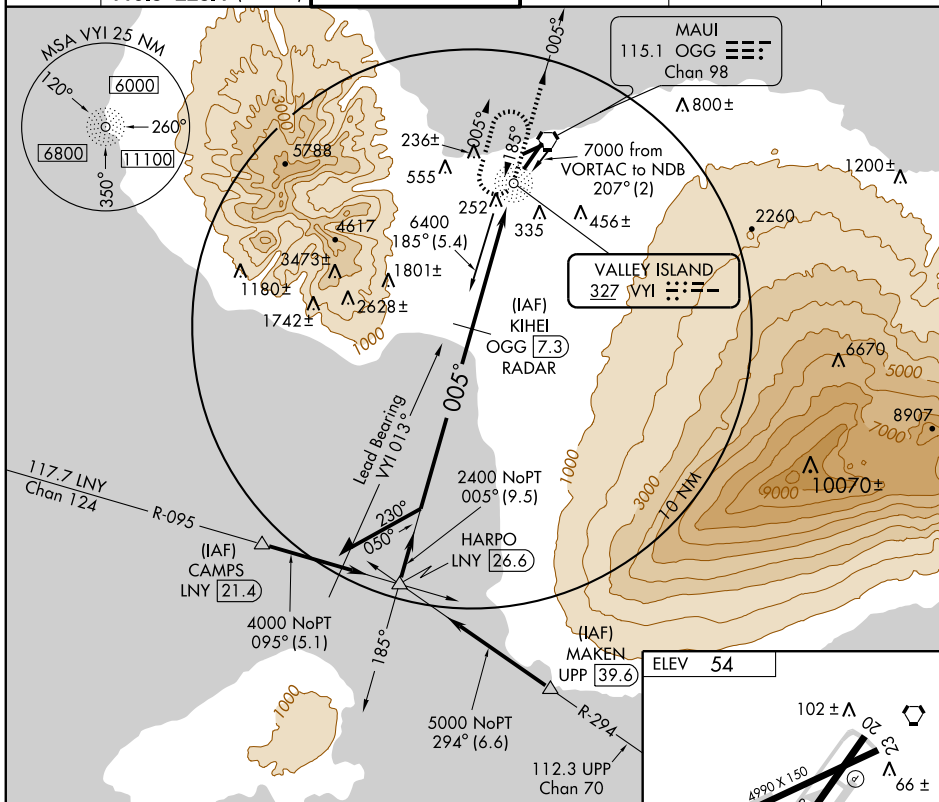 MSA VYI 25 NM
120°
6000
260°
6800
11100
350°
MAUI
115.1 OGG
Chan 98
005°
005°
185°
800±
3000
5788
236±
555
7000 from
VORTAC to NDB
207° (2)
1200±
252
335
456±
2260
4617
6400
185° (5.4)
3473±
1801±
1180±
2628±
1742±
1000
VALLEY ISLAND
327 VYI
(IAF)
KIHEI
OGG 7.3
RADAR
6670
5000
8907
7000
005°
Lead Bearing
VYI 013°
1000
3000
9000
10070±
10 NM
117.7 LNY
Chan 124
R-095
2400 NoPT
005° (9.5)
230°
050°
HARPO
LNY 26.6
(IAF)
CAMPS
LNY 21.4
4000 NoPT
095° (5.1)
185°
(IAF)
MAKEN
UPP 39.6
1000
5000 NoPT
294° (6.6)
R-294
112.3 UPP
Chan 70
ELEV 54
102±
20
23
4990 X 150
66±